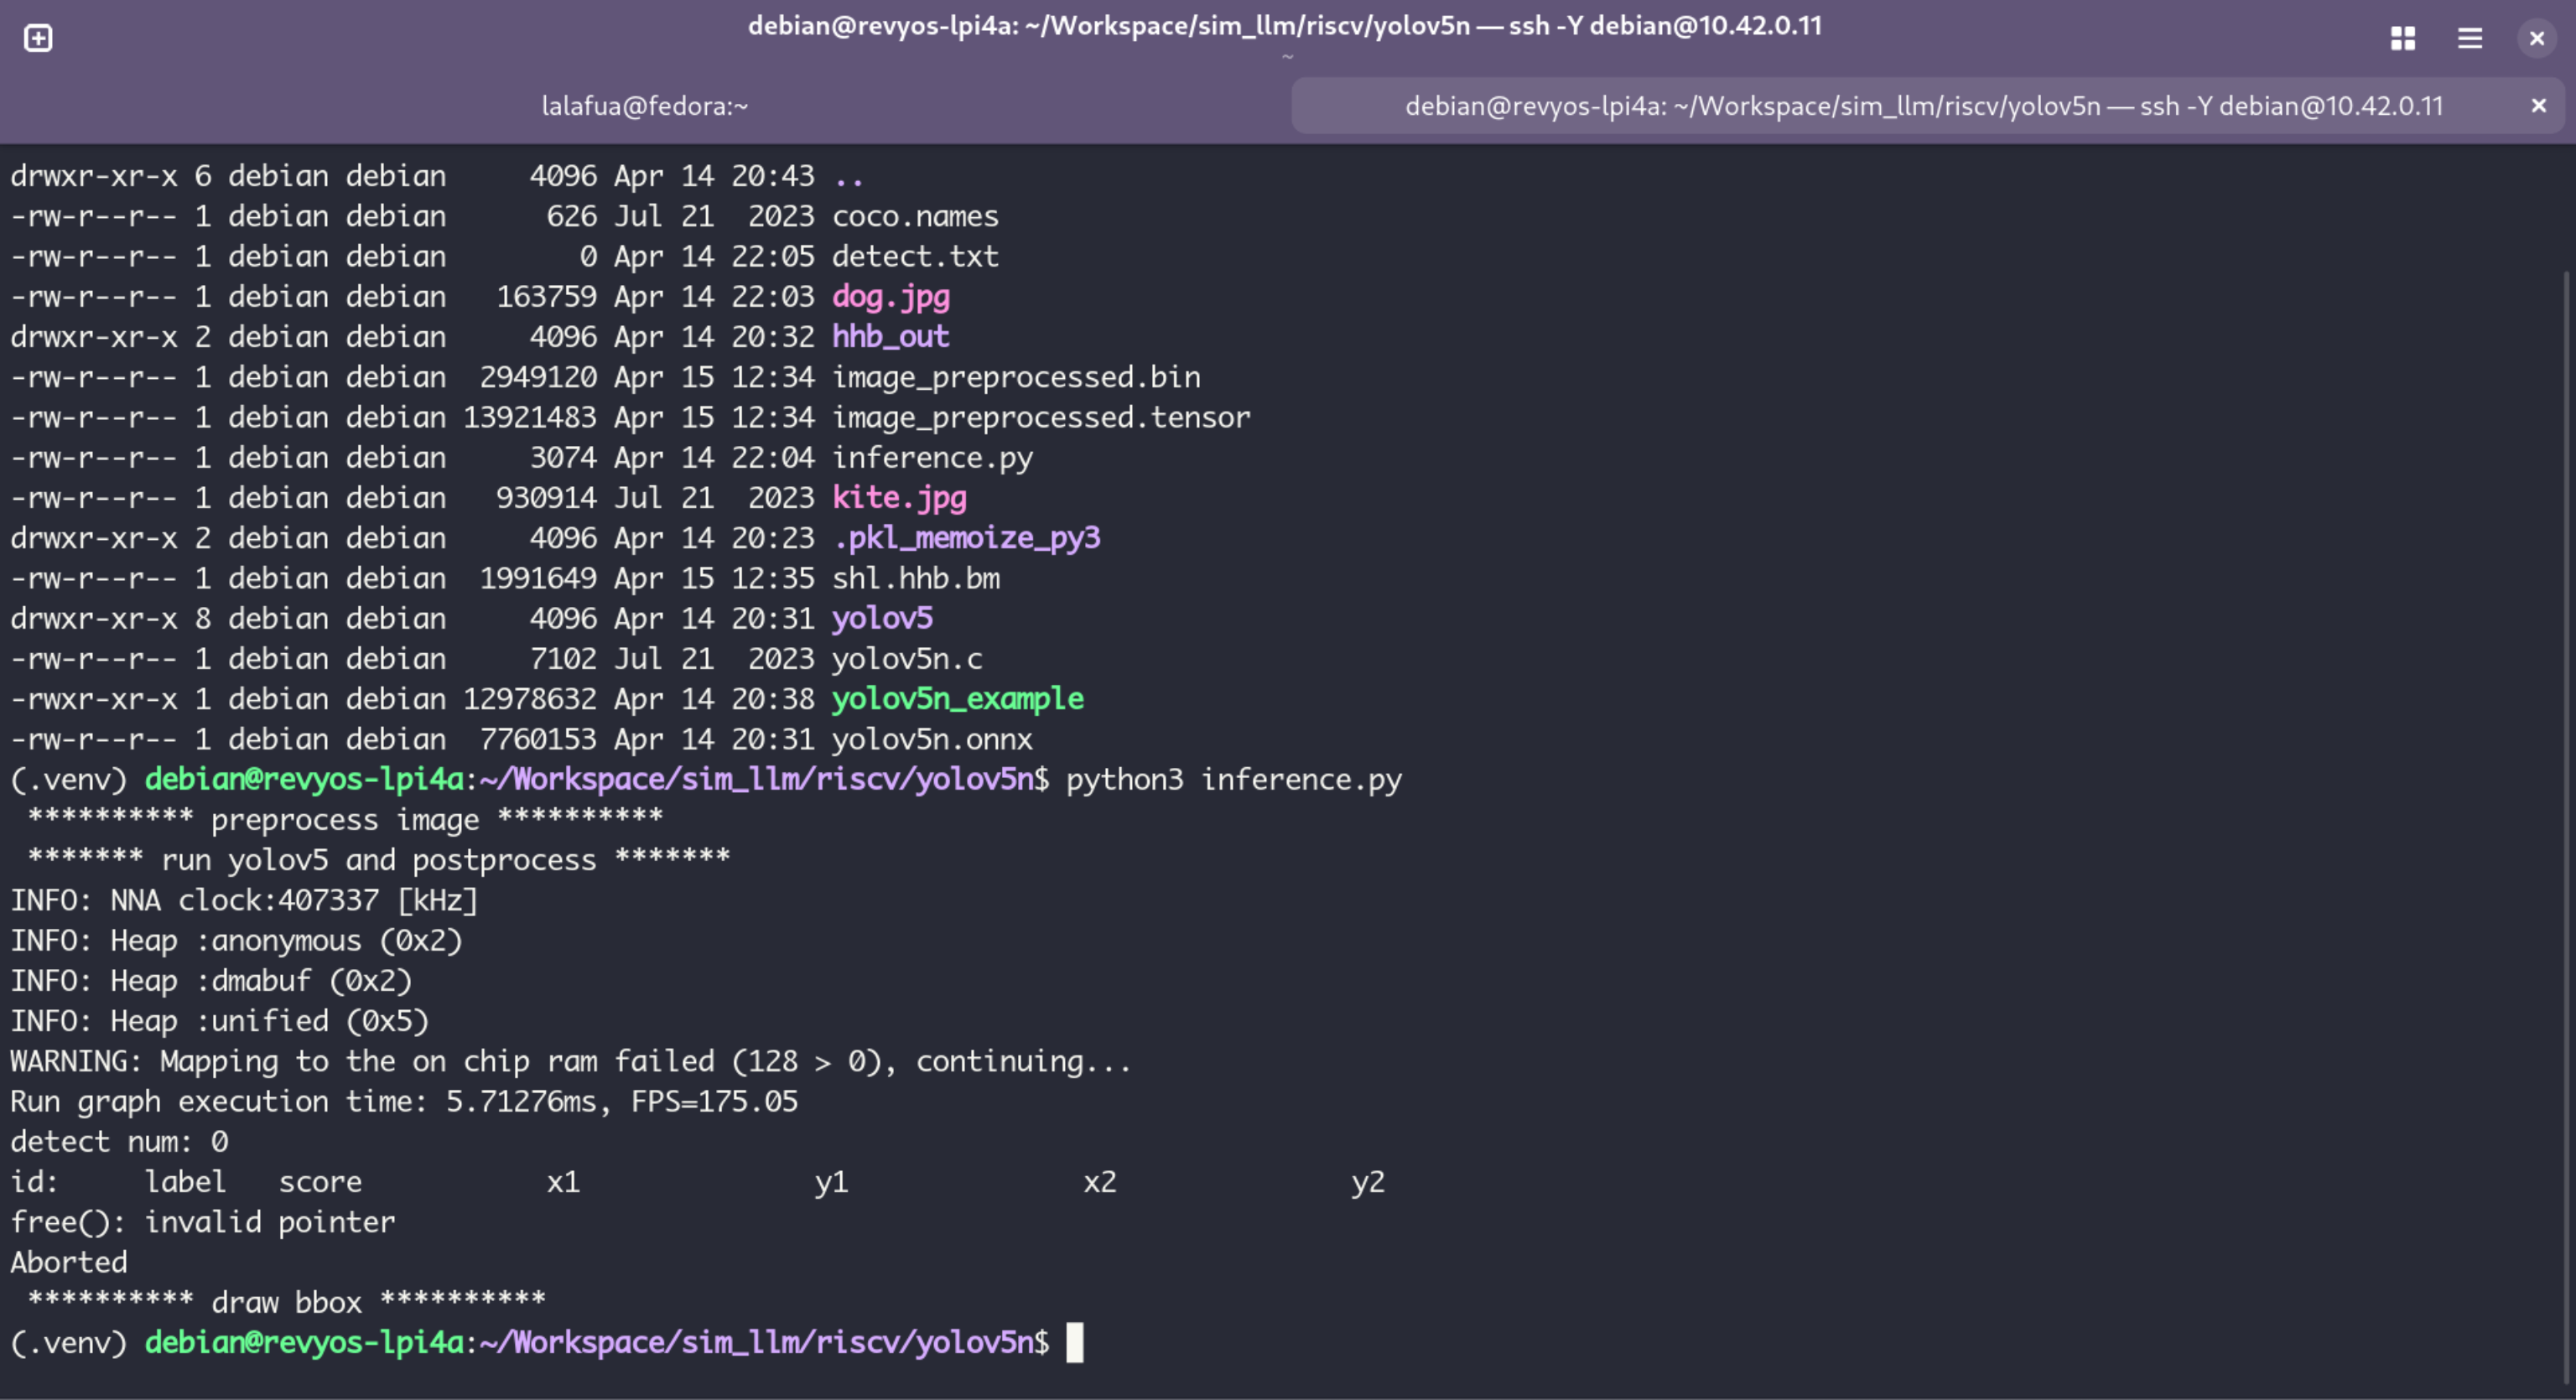 debian@revyos-lpi4a: ~/Workspace/sim_llm/riscv/yolov5n — ssh -Y debian@10.42.0.11
~
lalafua@fedora:~
debian@revyos-lpi4a: ~/Workspace/sim_llm/riscv/yolov5n — ssh -Y debian@10.42.0.11
drwxr-xr-x 6 debian debian     4096 Apr 14 20:43 ..
-rw-r--r-- 1 debian debian      626 Jul 21  2023 coco.names
-rw-r--r-- 1 debian debian        0 Apr 14 22:05 detect.txt
-rw-r--r-- 1 debian debian   163759 Apr 14 22:03 dog.jpg
drwxr-xr-x 2 debian debian     4096 Apr 14 20:32 hhb_out
-rw-r--r-- 1 debian debian  2949120 Apr 15 12:34 image_preprocessed.bin
-rw-r--r-- 1 debian debian 13921483 Apr 15 12:34 image_preprocessed.tensor
-rw-r--r-- 1 debian debian     3074 Apr 14 22:04 inference.py
-rw-r--r-- 1 debian debian   930914 Jul 21  2023 kite.jpg
drwxr-xr-x 2 debian debian     4096 Apr 14 20:23 .pkl_memoize_py3
-rw-r--r-- 1 debian debian  1991649 Apr 15 12:35 shl.hhb.bm
drwxr-xr-x 8 debian debian     4096 Apr 14 20:31 yolov5
-rw-r--r-- 1 debian debian     7102 Jul 21  2023 yolov5n.c
-rwxr-xr-x 1 debian debian 12978632 Apr 14 20:38 yolov5n_example
-rw-r--r-- 1 debian debian  7760153 Apr 14 20:31 yolov5n.onnx
(.venv) debian@revyos-lpi4a:~/Workspace/sim_llm/riscv/yolov5n$ python3 inference.py
 ********** preprocess image **********
 ******* run yolov5 and postprocess *******
INFO: NNA clock:407337 [kHz]
INFO: Heap :anonymous (0x2)
INFO: Heap :dmabuf (0x2)
INFO: Heap :unified (0x5)
WARNING: Mapping to the on chip ram failed (128 > 0), continuing...
Run graph execution time: 5.71276ms, FPS=175.05
detect num: 0
id:     label   score           x1              y1              x2              y2
free(): invalid pointer
Aborted
 ********** draw bbox **********
(.venv) debian@revyos-lpi4a:~/Workspace/sim_llm/riscv/yolov5n$